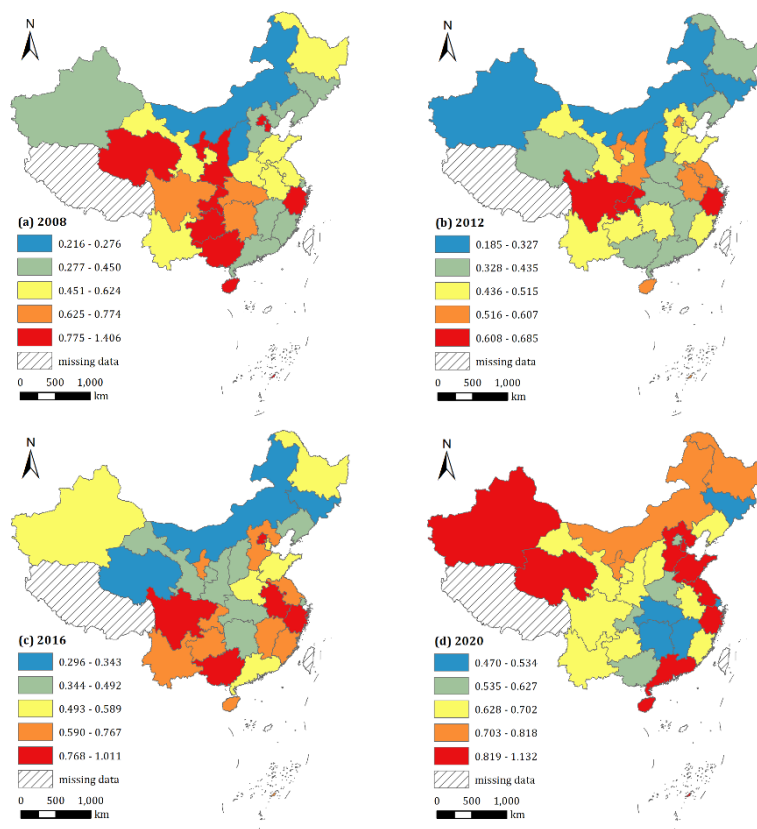 N
(a) 2008
0.216 - 0.276
0.277 - 0.450
0.451 - 0.624
0.625 - 0.774
0.775 - 1.406
missing data
0 500 1,000
km
N
(b) 2012
0.185 - 0.327
0.328 - 0.435
0.436 - 0.515
0.516 - 0.607
0.608 - 0.685
missing data
0 500 1,000
km
N
(c) 2016
0.296 - 0.343
0.344 - 0.492
0.493 - 0.589
0.590 - 0.767
0.768 - 1.011
missing data
0 500 1,000
km
N
(d) 2020
0.470 - 0.534
0.535 - 0.627
0.628 - 0.702
0.703 - 0.818
0.819 - 1.132
missing data
0 500 1,000
km